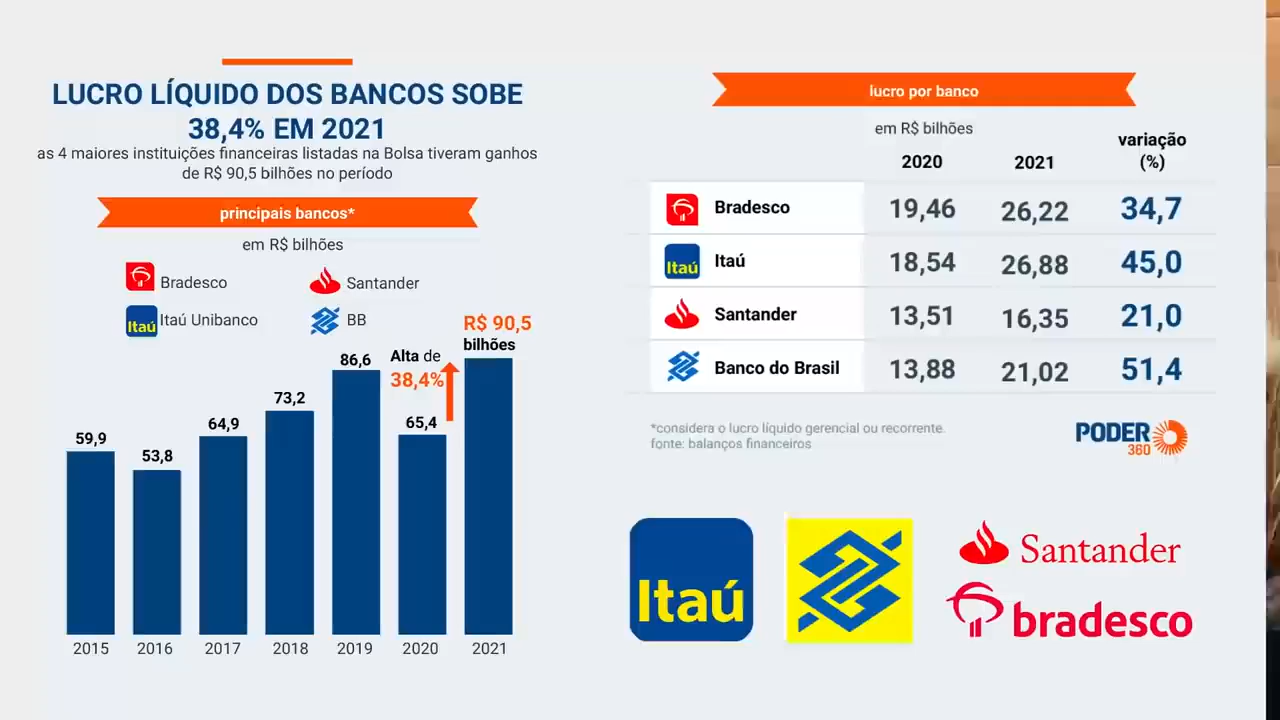 LUCRO LÍQUIDO DOS BANCOS SOBE
38,4% EM 2021
as 4 maiores instituições financeiras listadas na Bolsa tiveram ganhos
de R$ 90,5 bilhões no período
principais bancos*
em R$ bilhões
Bradesco
Santander
Itaú
Itaú Unibanco
BB
R$ 90,5
bilhões
Alta de
38,4%
59,9
53,8
64,9
73,2
86,6
65,4
2015 2016 2017 2018 2019 2020 2021
lucro por banco
em R$ bilhões
variação
(%)
2020 2021
Bradesco 19,46 26,22 34,7
Itaú Itaú 18,54 26,88 45,0
Santander 13,51 16,35 21,0
Banco do Brasil 13,88 21,02 51,4
*considera o lucro líquido gerencial ou recorrente.
fonte: balanços financeiros
PODER
360
Itaú
Santander
bradesco